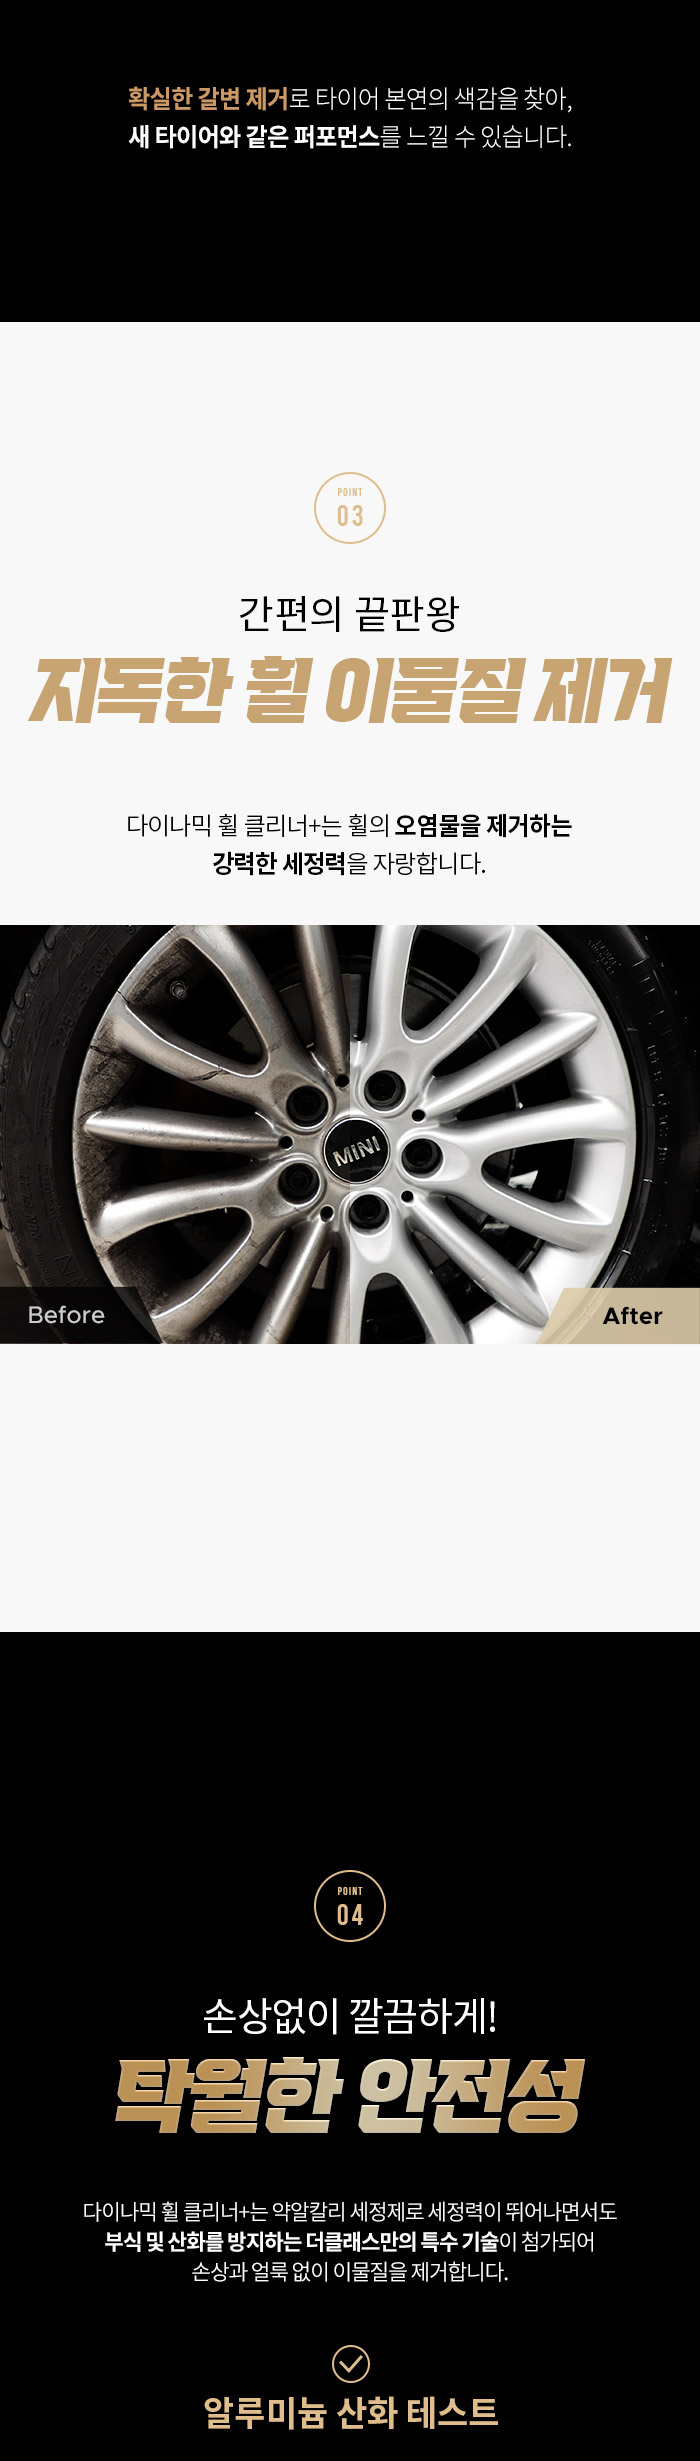 확실한 갈변 제거로 타이어 본연의 색감을 찾아,
새 타이어와 같은 퍼포먼스를 느낄 수 있습니다.
POINT
03
간편의 끝판왕
지독한 휠 이물질 제거
다이나믹 휠 클리너+는 휠의 오염물을 제거하는
강력한 세정력을 자랑합니다.
MINI
Before
After
POINT
04
손상없이 깔끔하게!
탁월한 안전성
다이나믹 휠 클리너+는 약알칼리 세정제로 세정력이 뛰어나면서도
부식 및 산화를 방지하는 더클래스만의 특수 기술이 첨가되어
손상과 얼룩 없이 이물질을 제거합니다.
알루미늄 산화 테스트